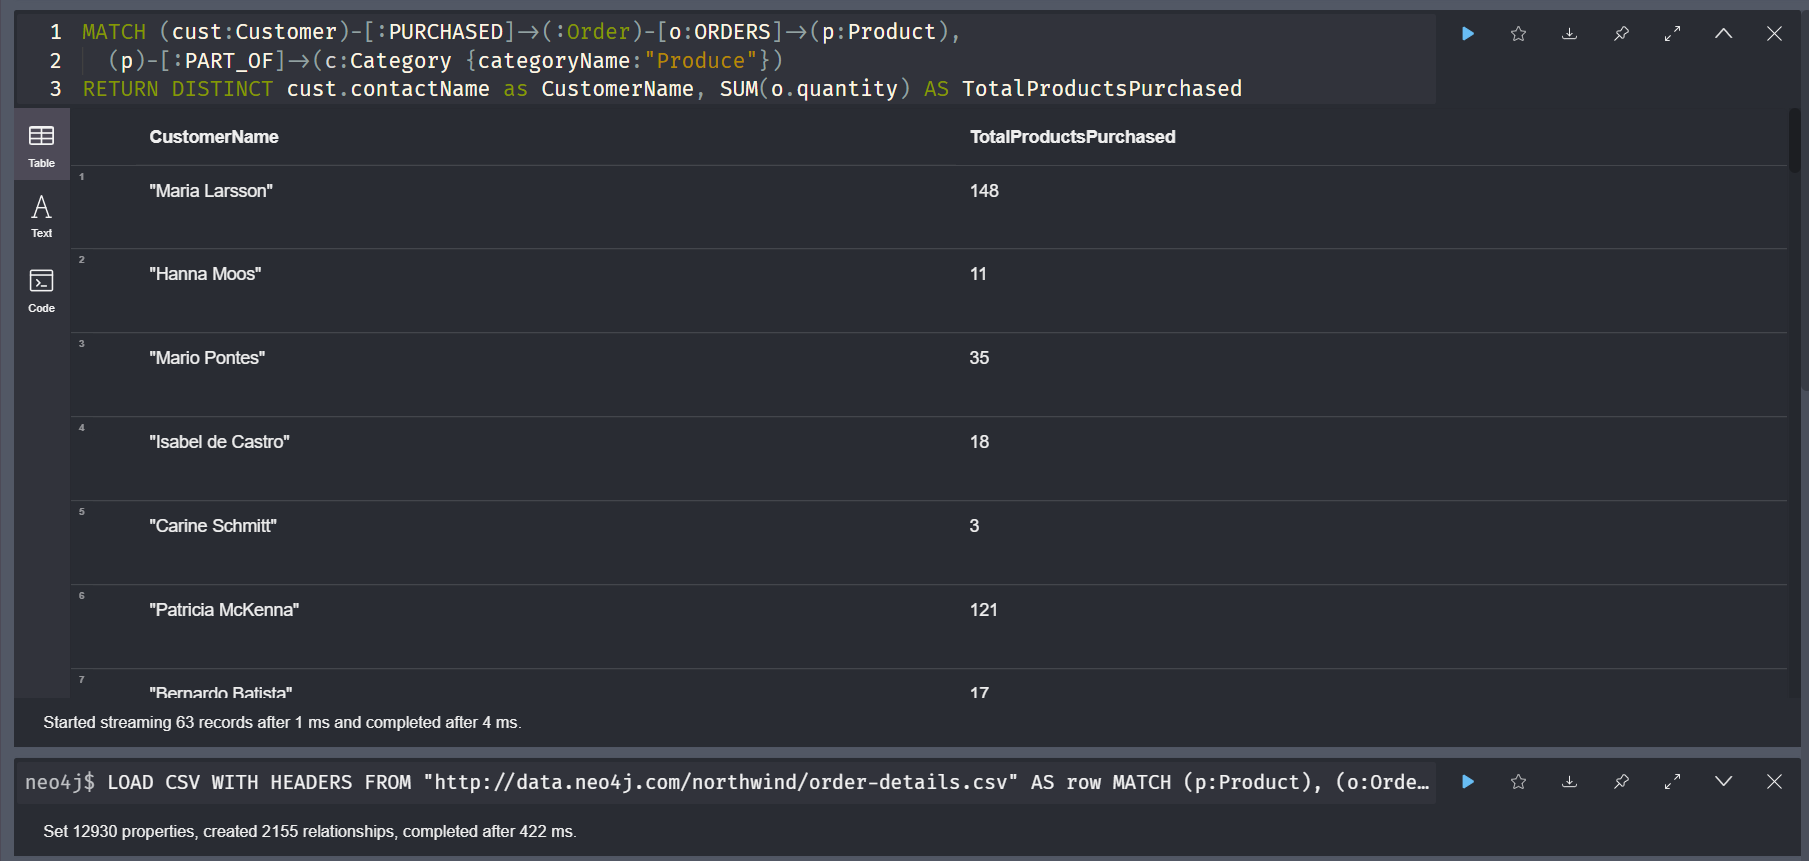 1 MATCH (cust:Customer)-[:PURCHASED]->(:Order)-[o:ORDERS]->(p:Product),
2 (p)-[:PART_OF]->(c:Category {categoryName:"Produce"})
3 RETURN DISTINCT cust.contactName as CustomerName, SUM(o.quantity) AS TotalProductsPurchased
Table
Text
Code
CustomerName TotalProductsPurchased
1 "Maria Larsson" 148
2 "Hanna Moos" 11
3 "Mario Pontes" 35
4 "Isabel de Castro" 18
5 "Carine Schmitt" 3
6 "Patricia McKenna" 121
7 "Bernardo Batista" 17
Started streaming 63 records after 1 ms and completed after 4 ms.
neo4j$ LOAD CSV WITH HEADERS FROM "http://data.neo4j.com/northwind/order-details.csv" AS row MATCH (p:Product), (o:Orde…
Set 12930 properties, created 2155 relationships, completed after 422 ms.